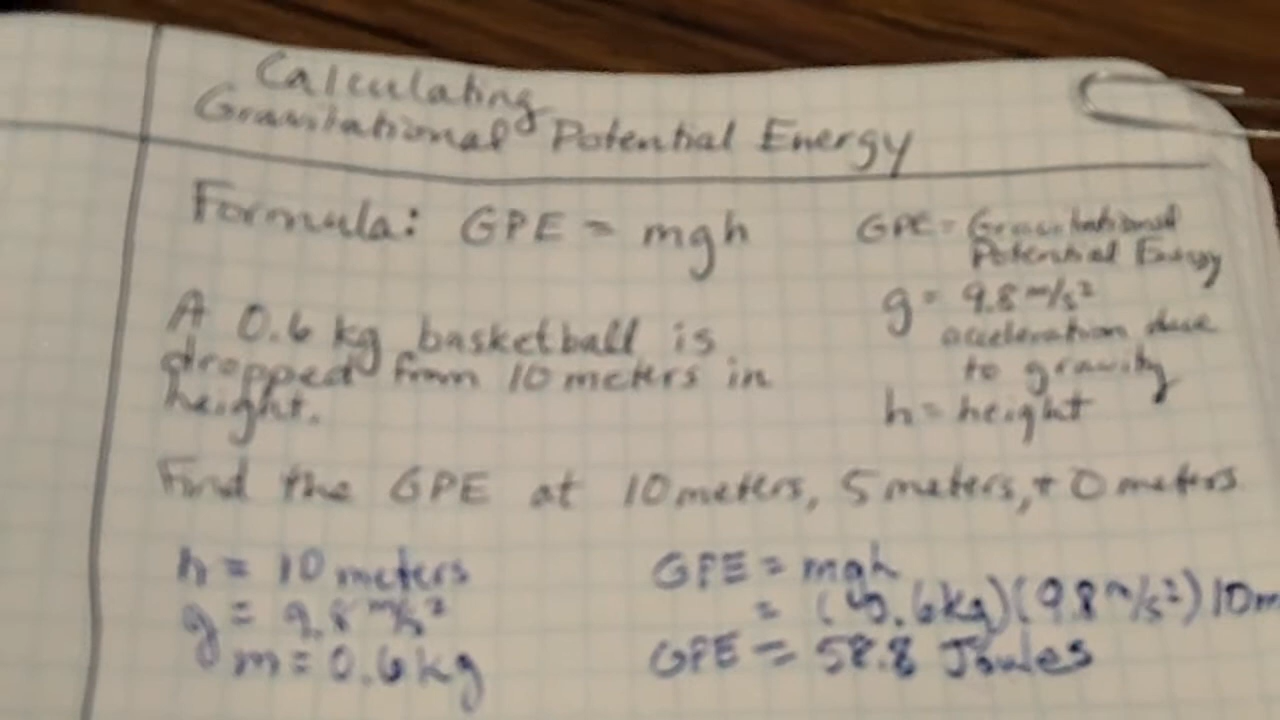 Calculating
Gravitational Potential Energy
Formula: GPE = mgh
GPE = Gravitational
Potential Energy
g = 9.8 m/s²
acceleration due
to gravity
h = height
A 0.6 kg basketball is
dropped from 10 meters in
height.
Find the GPE at 10 meters, 5 meters, + 0 meters
h = 10 meters
g = 9.8 m/s²
m = 0.6 kg
GPE = mgh
= (0.6kg)(9.8 m/s²) 10m
GPE = 58.8 Joules